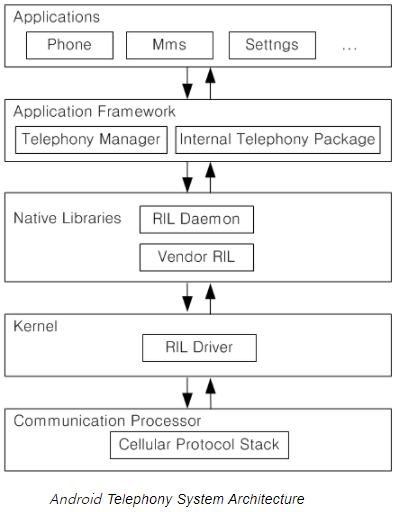 Applications
Phone Mms Settngs ...
Application Framework
Telephony Manager Internal Telephony Package
Native Libraries RIL Daemon
Vendor RIL
Kernel
RIL Driver
Communication Processor
Cellular Protocol Stack
Android Telephony System Architecture